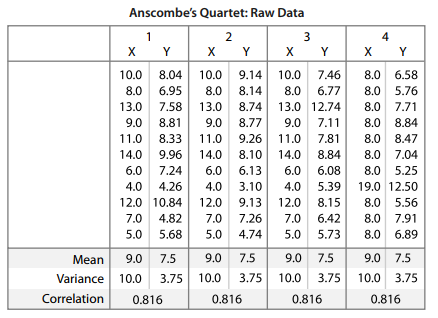 Anscombe's Quartet: Raw Data
1 2 3 4
X Y X Y X Y X Y
10.0 8.04 10.0 9.14 10.0 7.46 8.0 6.58
8.0 6.95 8.0 8.14 8.0 6.77 8.0 5.76
13.0 7.58 13.0 8.74 13.0 12.74 8.0 7.71
9.0 8.81 9.0 8.77 9.0 7.11 8.0 8.84
11.0 8.33 11.0 9.26 11.0 7.81 8.0 8.47
14.0 9.96 14.0 8.10 14.0 8.84 8.0 7.04
6.0 7.24 6.0 6.13 6.0 6.08 8.0 5.25
4.0 4.26 4.0 3.10 4.0 5.39 19.0 12.50
12.0 10.84 12.0 9.13 12.0 8.15 8.0 5.56
7.0 4.82 7.0 7.26 7.0 6.42 8.0 7.91
5.0 5.68 5.0 4.74 5.0 5.73 8.0 6.89
Mean 9.0 7.5 9.0 7.5 9.0 7.5 9.0 7.5
Variance 10.0 3.75 10.0 3.75 10.0 3.75 10.0 3.75
Correlation 0.816 0.816 0.816 0.816